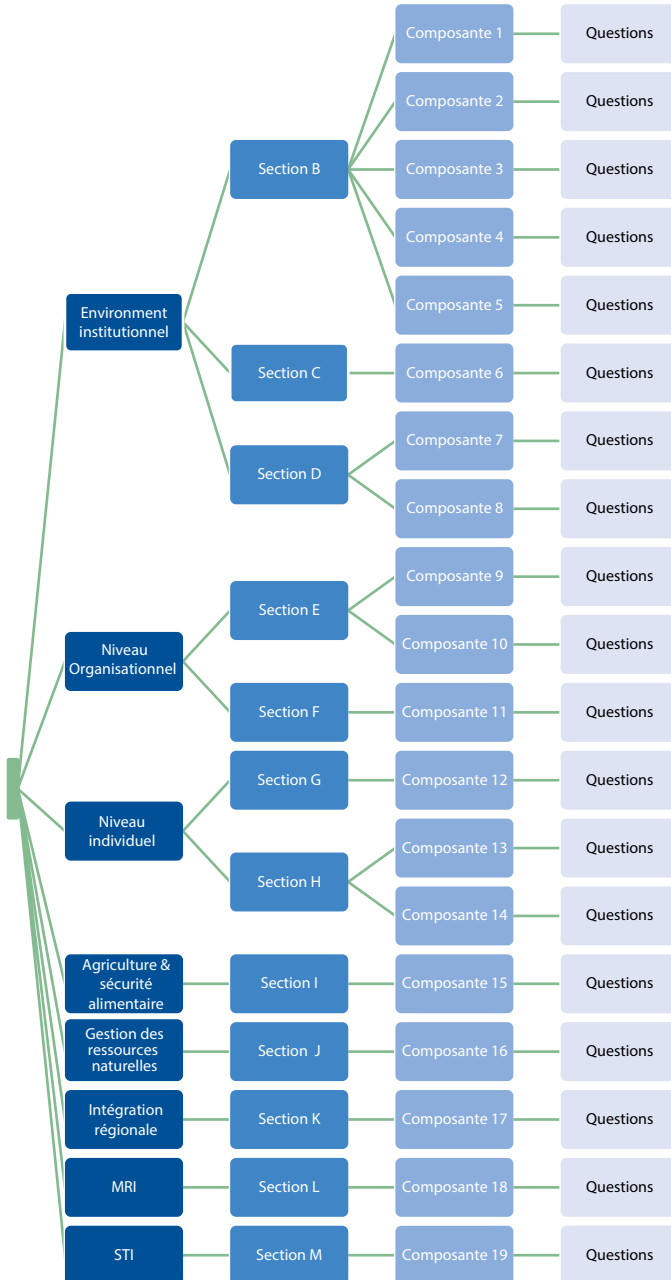 Composante 1
Questions
Composante 2
Questions
Section B
Composante 3
Questions
Composante 4
Questions
Composante 5
Questions
Environment
institutionnel
Section C
Composante 6
Questions
Composante 7
Questions
Section D
Composante 8
Questions
Composante 9
Questions
Section E
Composante 10
Questions
Niveau
Organisationnel
Section F
Composante 11
Questions
Section G
Composante 12
Questions
Niveau
individuel
Composante 13
Questions
Section H
Composante 14
Questions
Agriculture &
sécurité
alimentaire
Section I
Composante 15
Questions
Gestion des
ressources
naturelles
Section J
Composante 16
Questions
Intégration
régionale
Section K
Composante 17
Questions
MRI
Section L
Composante 18
Questions
STI
Section M
Composante 19
Questions